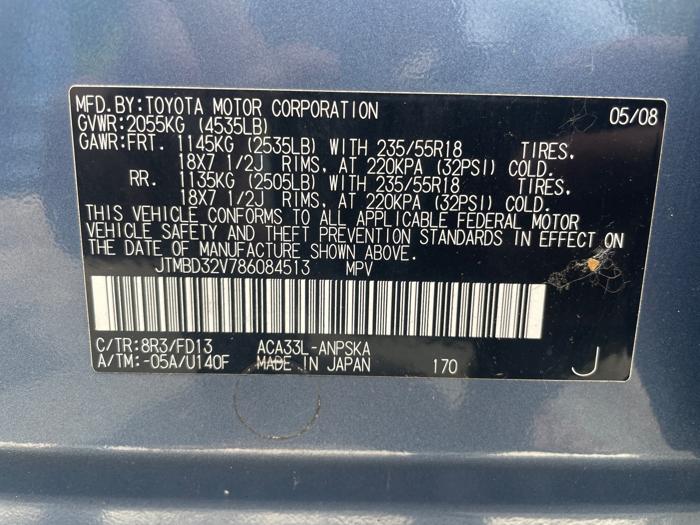 MFD.BY:TOYOTA MOTOR CORPORATION 05/08
GVWR:2055KG (4535LB)
GAWR:FRT. 1145KG (2535LB) WITH 235/55R18 TIRES,
18X7 1/2J RIMS, AT 220KPA (32PSI) COLD.
RR. 1135KG (2505LB) WITH 235/55R18 TIRES,
18X7 1/2J RIMS, AT 220KPA (32PSI) COLD.
THIS VEHICLE CONFORMS TO ALL APPLICABLE FEDERAL MOTOR
VEHICLE SAFETY AND THEFT PREVENTION STANDARDS IN EFFECT ON
THE DATE OF MANUFACTURE SHOWN ABOVE.
JTMBD32V786084513 MPV
C/TR:8R3/FD13 ACA33L-ANPSKA
A/TM:-05A/U140F MADE IN JAPAN 170 J